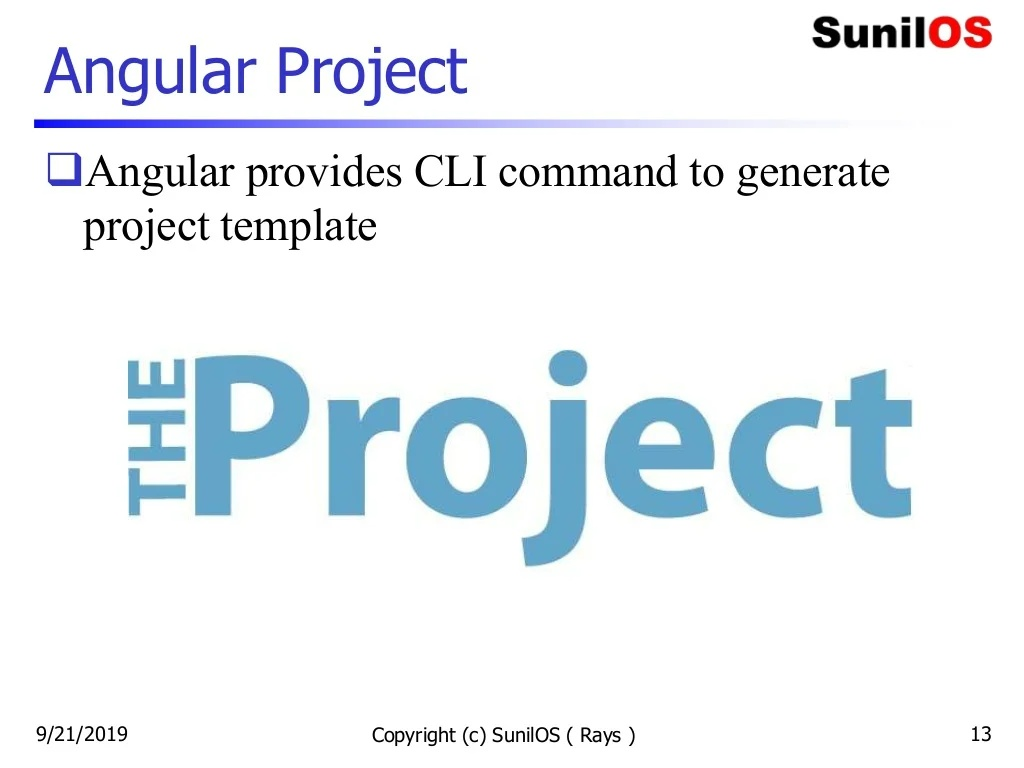 SunilOS
Angular Project
❑Angular provides CLI command to generate
project template
THE Project
9/21/2019
Copyright (c) SunilOS ( Rays )
13